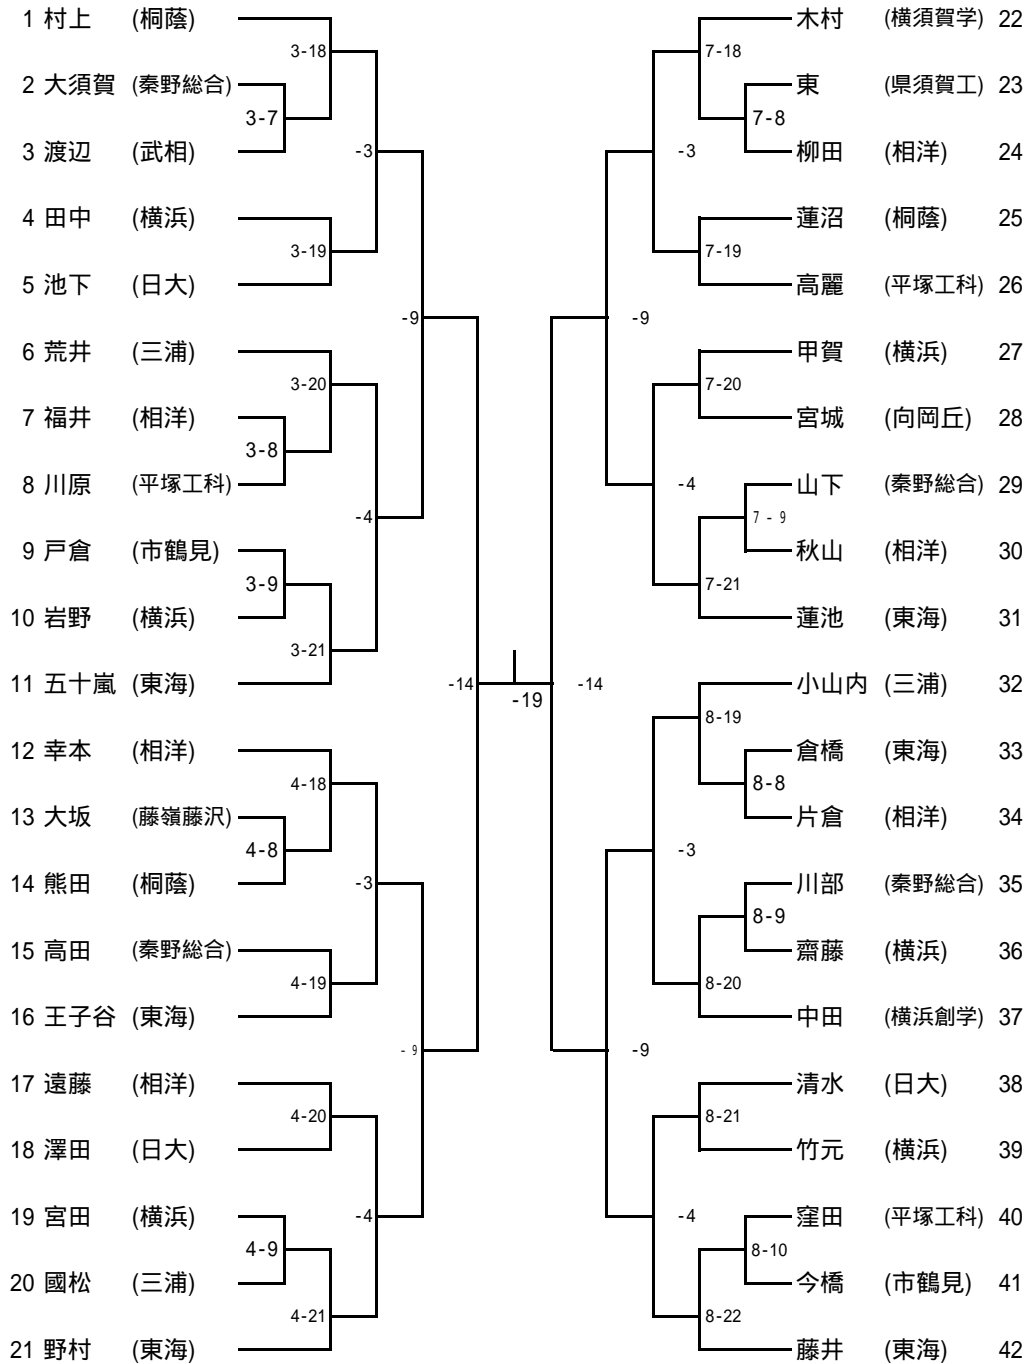 1 村上 (桐蔭)
3-18
2 大須賀 (秦野総合)
3-7
3 渡辺 (武相)
-3
4 田中 (横浜)
3-19
5 池下 (日大)
-9
6 荒井 (三浦)
3-20
7 福井 (相洋)
3-8
8 川原 (平塚工科)
-4
9 戸倉 (市鶴見)
3-9
10 岩野 (横浜)
3-21
11 五十嵐 (東海)
-14
12 幸本 (相洋)
4-18
13 大坂 (藤嶺藤沢)
4-8
14 熊田 (桐蔭)
-3
15 高田 (秦野総合)
4-19
16 王子谷 (東海)
- 9
17 遠藤 (相洋)
4-20
18 澤田 (日大)
19 宮田 (横浜)
-4
4-9
20 國松 (三浦)
4-21
21 野村 (東海)
-19
木村 (横須賀学) 22
7-18
東 (県須賀工) 23
7-8
柳田 (相洋) 24
-3
蓮沼 (桐蔭) 25
7-19
高麗 (平塚工科) 26
-9
甲賀 (横浜) 27
7-20
宮城 (向岡丘) 28
山下 (秦野総合) 29
-4
7 - 9
秋山 (相洋) 30
7-21
蓮池 (東海) 31
-14
小山内 (三浦) 32
8-19
倉橋 (東海) 33
8-8
片倉 (相洋) 34
-3
川部 (秦野総合) 35
8-9
齋藤 (横浜) 36
8-20
中田 (横浜創学) 37
-9
清水 (日大) 38
8-21
竹元 (横浜) 39
窪田 (平塚工科) 40
-4
8-10
今橋 (市鶴見) 41
8-22
藤井 (東海) 42